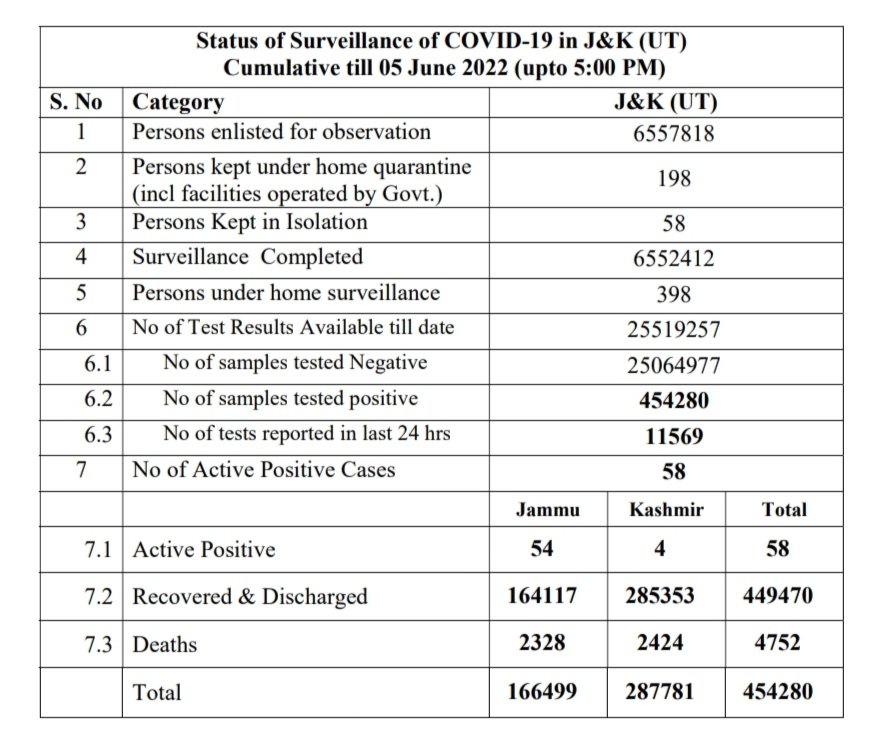 Status of Surveillance of COVID-19 in J&K (UT)
Cumulative till 05 June 2022 (upto 5:00 PM)
S. No Category J&K (UT)
1 Persons enlisted for observation 6557818
2 Persons kept under home quarantine
(incl facilities operated by Govt.) 198
3 Persons Kept in Isolation 58
4 Surveillance Completed 6552412
5 Persons under home surveillance 398
6 No of Test Results Available till date 25519257
6.1 No of samples tested Negative 25064977
6.2 No of samples tested positive 454280
6.3 No of tests reported in last 24 hrs 11569
7 No of Active Positive Cases 58
Jammu Kashmir Total
7.1 Active Positive 54 4 58
7.2 Recovered & Discharged 164117 285353 449470
7.3 Deaths 2328 2424 4752
Total 166499 287781 454280